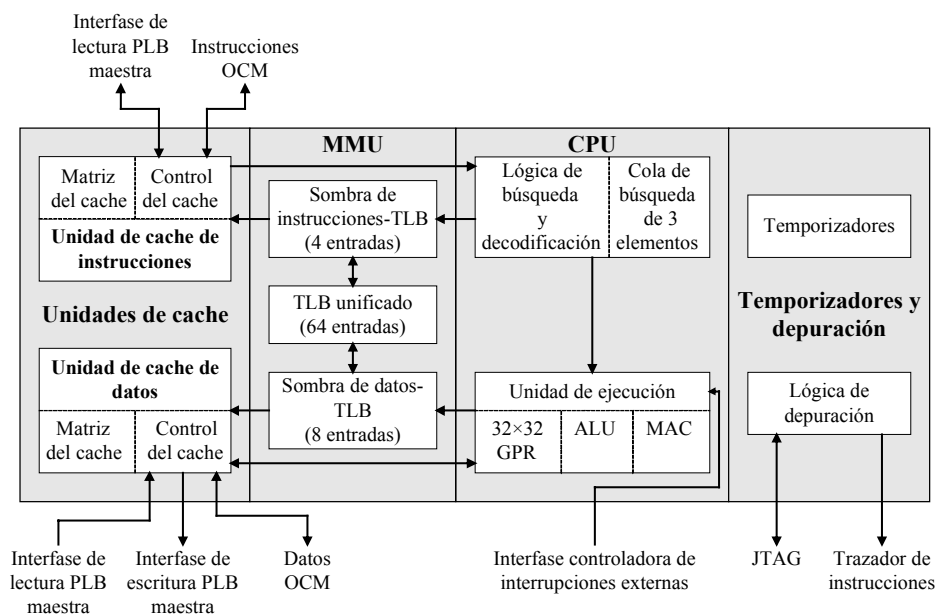 Interfase de
lectura PLB
maestra
Instrucciones
OCM
MMU
CPU
Matriz
del cache
Control
del cache
Unidad de cache de
instrucciones
Sombra de
instrucciones-TLB
(4 entradas)
Lógica de
búsqueda
y
decodificación
Cola de
búsqueda
de 3
elementos
Temporizadores
Unidades de cache
TLB unificado
(64 entradas)
Temporizadores y
depuración
Unidad de cache de
datos
Matriz
del cache
Control
del cache
Sombra de datos-
TLB
(8 entradas)
Unidad de ejecución
32×32
GPR
ALU
MAC
Lógica de
depuración
Interfase de
lectura PLB
maestra
Interfase de
escritura PLB
maestra
Datos
OCM
Interfase controladora de
interrupciones externas
JTAG
Trazador de
instrucciones